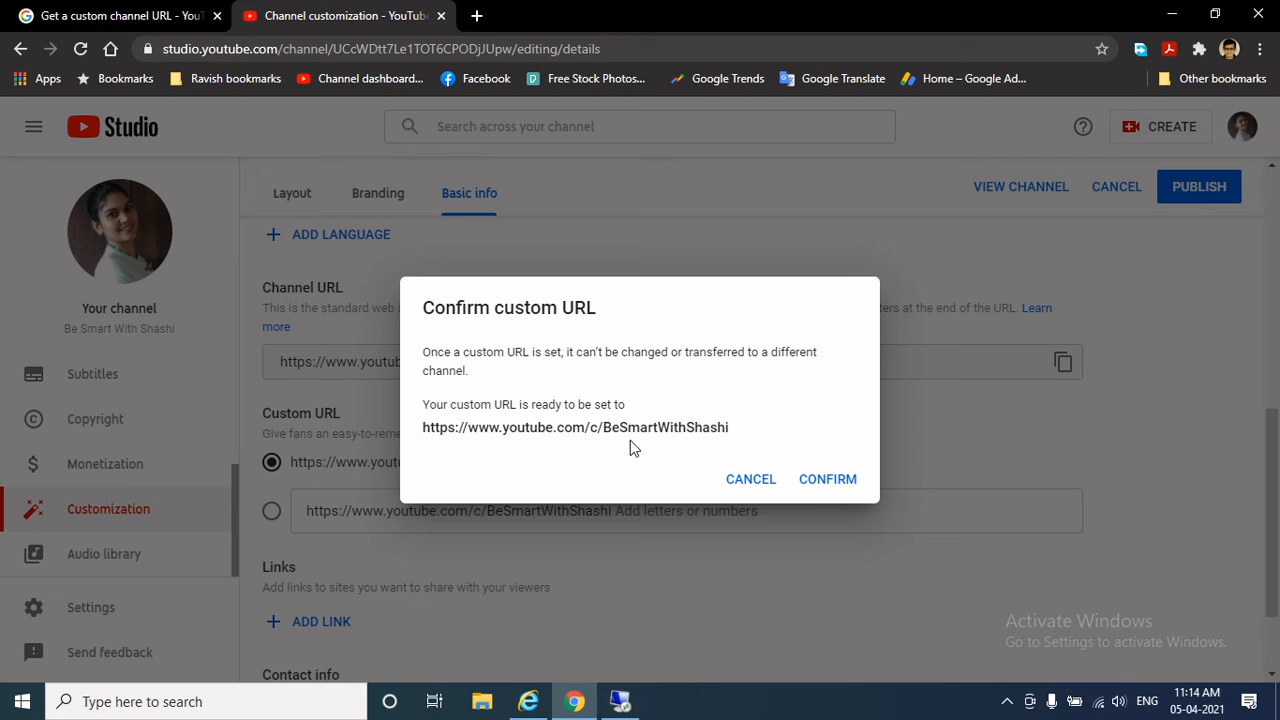 Get a custom channel URL - YouT
Channel customization - YouTube
studio.youtube.com/channel/UCcWDtt7Le1TOT6CPODjJUpw/editing/details
Apps
Bookmarks
Ravish bookmarks
Channel dashboard...
Facebook
Free Stock Photos...
Google Trends
Google Translate
Home – Google Ad...
Other bookmarks
Studio
Search across your channel
CREATE
Your channel
Be Smart With Shashi
Subtitles
Copyright
Monetization
Customization
Audio library
Settings
Send feedback
Layout
Branding
Basic info
VIEW CHANNEL
CANCEL
PUBLISH
ADD LANGUAGE
Channel URL
This is the standard web a
ters at the end of the URL. Learn
more
https://www.youtub
Custom URL
Give fans an easy-to-reme
https://www.yout
https://www.youtube.com/c/BeSmartWithShashi Add letters or numbers
Links
Add links to sites you want to share with your viewers
ADD LINK
Contact info
Confirm custom URL
Once a custom URL is set, it can't be changed or transferred to a different
channel.
Your custom URL is ready to be set to
https://www.youtube.com/c/BeSmartWithShashi
CANCEL
CONFIRM
Activate Windows
Go to Settings to activate Windows.
Type here to search
ENG
11:14 AM
05-04-2021